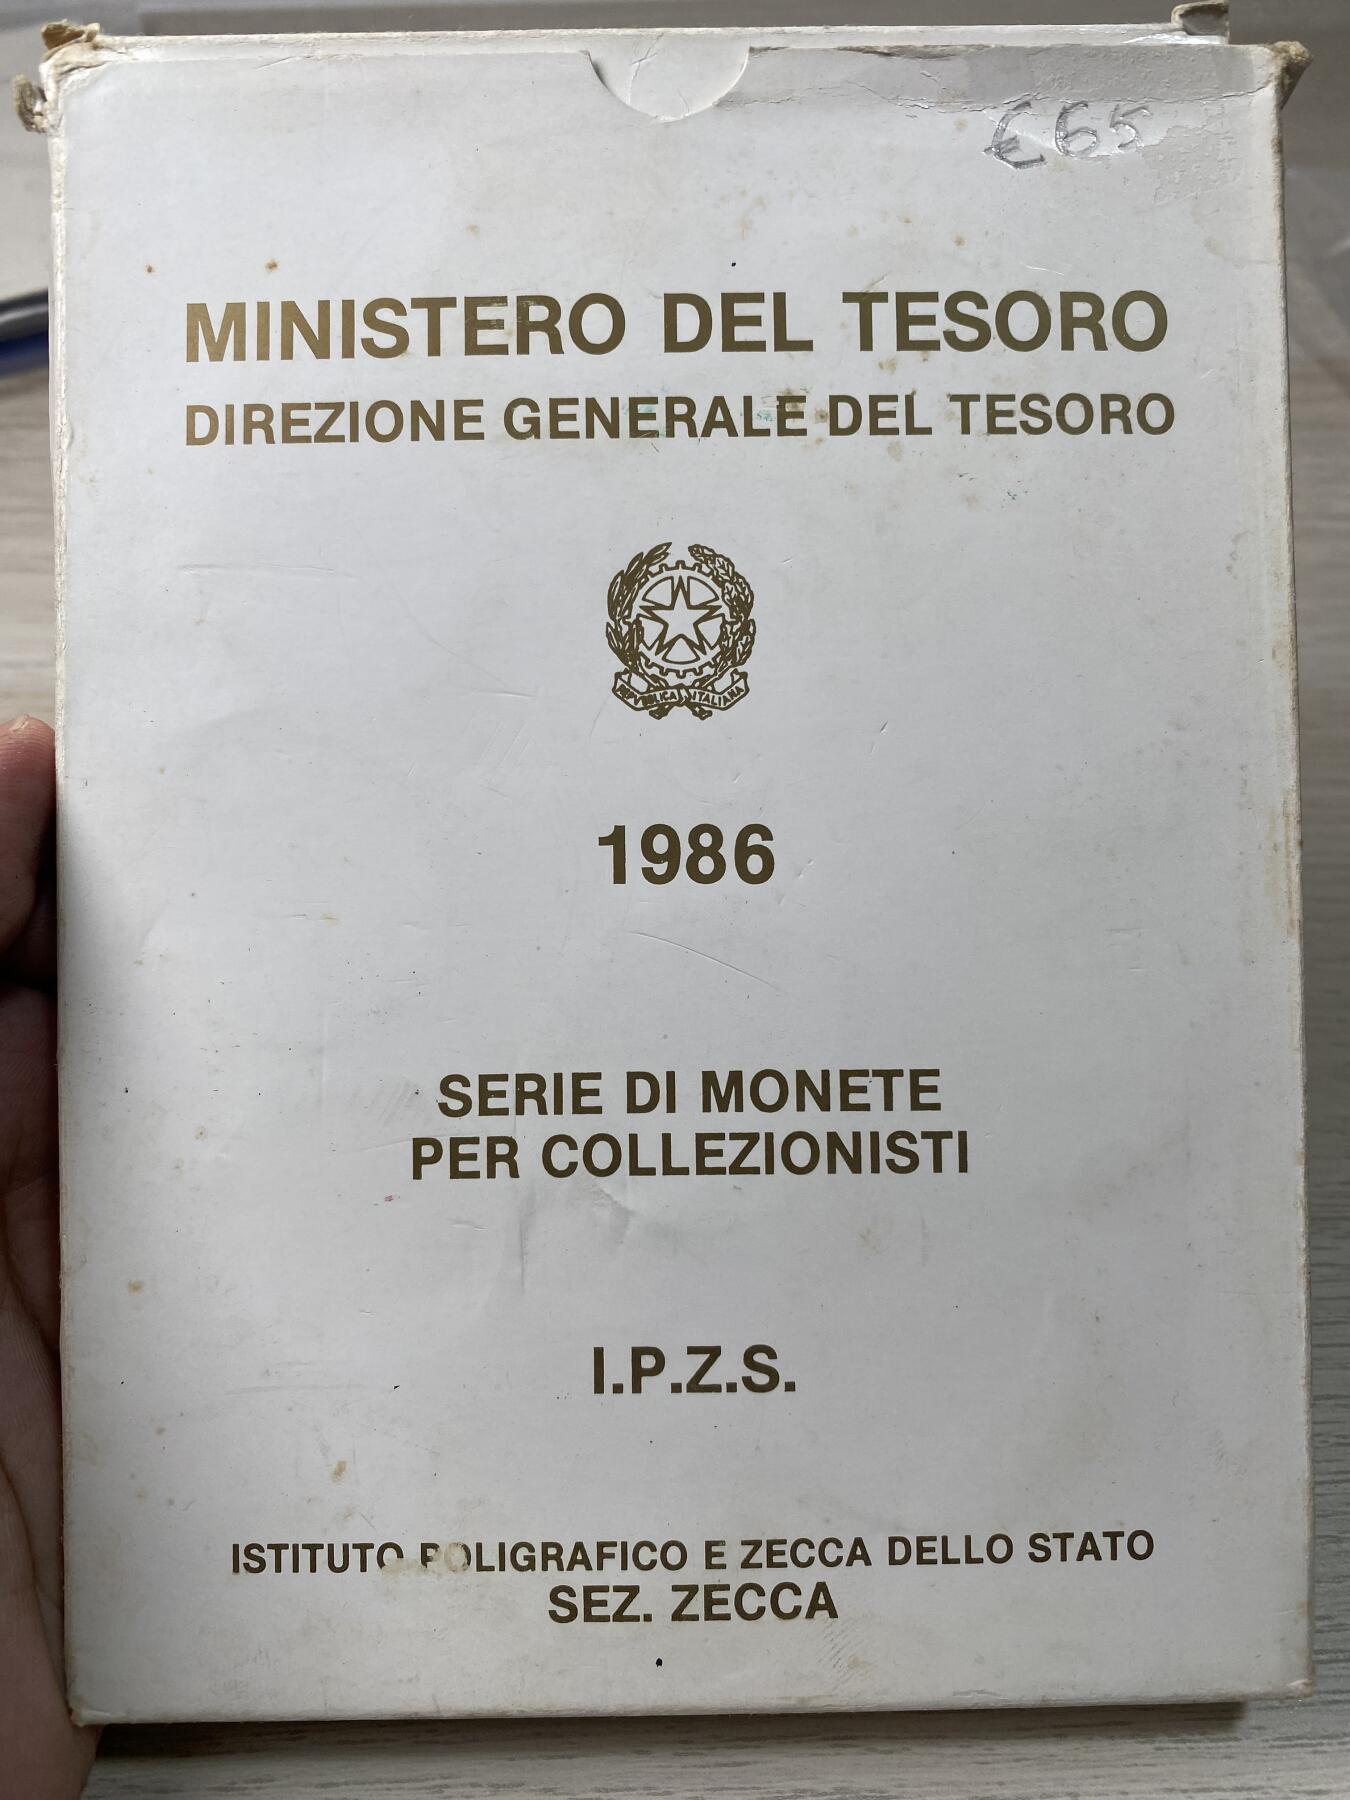 €65
MINISTERO DEL TESORO
DIREZIONE GENERALE DEL TESORO
REPVBBLICA ITALIANA
1986
SERIE DI MONETE
PER COLLEZIONISTI
I.P.Z.S.
ISTITUTO POLIGRAFICO E ZECCA DELLO STATO
SEZ. ZECCA